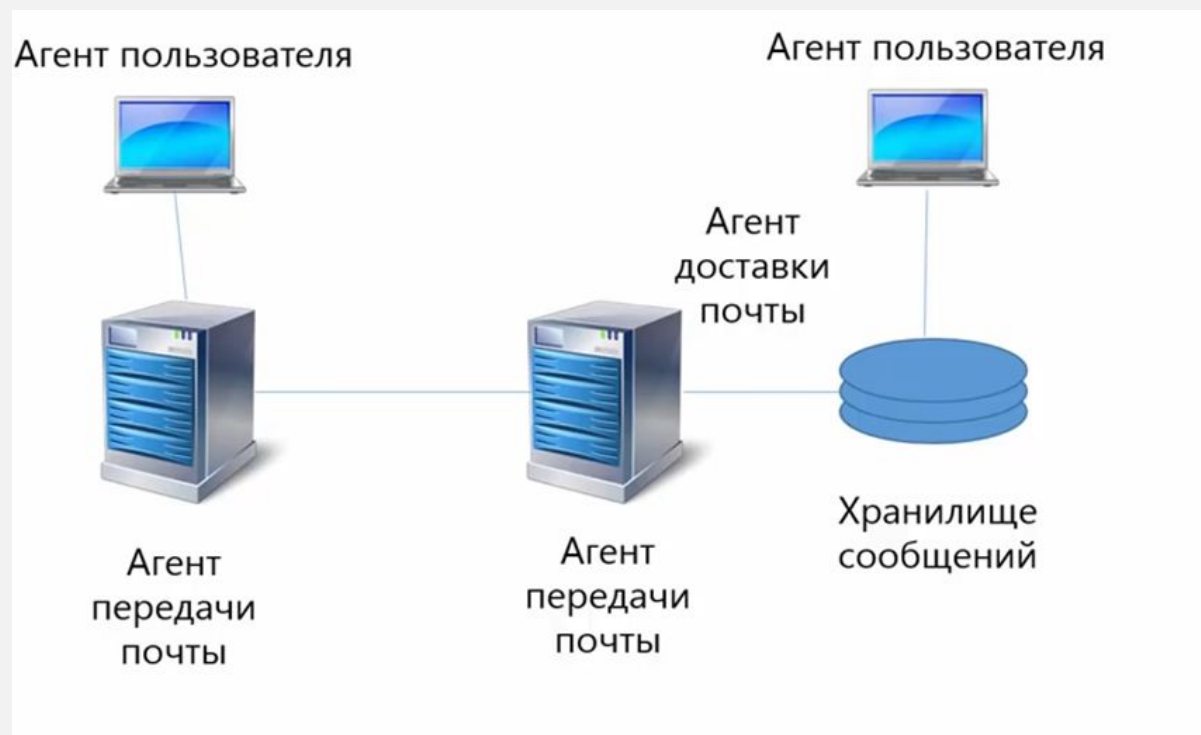 Агент пользователя
Агент пользователя
Агент
доставки
почты
Агент
передачи
почты
Агент
передачи
почты
Хранилище
сообщений